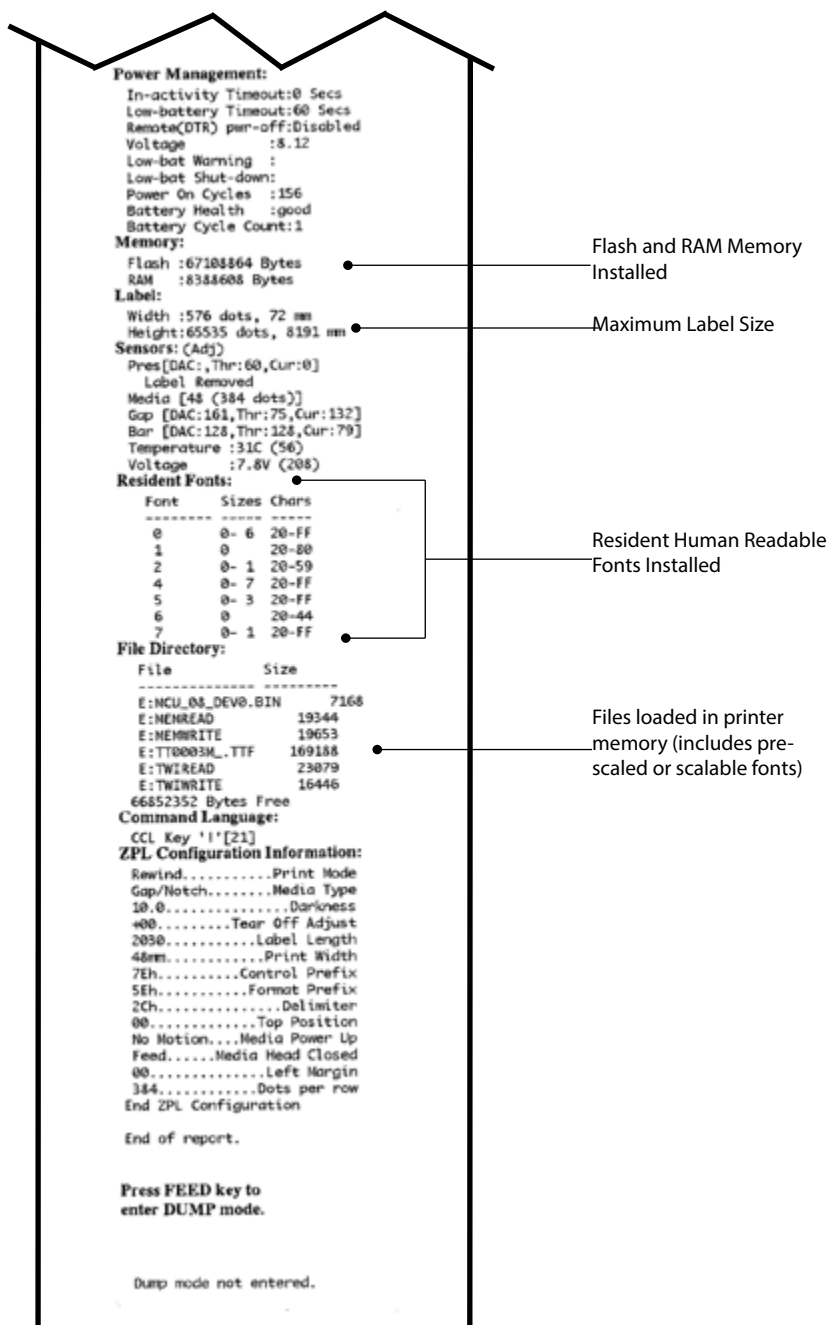 Power Management:
In-activity Timeout:0 Secs
Low-battery Timeout:60 Secs
Remote(DTR) pwr-off:Disabled
Voltage :8.12
Low-bat Warning :
Low-bat Shut-down:
Power On Cycles :156
Battery Health :good
Battery Cycle Count:1
Memory:
Flash :67108864 Bytes
RAM :8388608 Bytes
Label:
Width :576 dots, 72 mm
Height:65535 dots, 8191 mm
Sensors: (Adj)
Pres[DAC:,Thr:60,Cur:0]
Label Removed
Media [48 (384 dots)]
Gap [DAC:161,Thr:75,Cur:132]
Bar [DAC:128,Thr:128,Cur:79]
Temperature :31C (56)
Voltage :7.8V (208)
Resident Fonts:
Font Sizes Chars
-------- ----- -----
0 0- 6 20-FF
1 0 20-80
2 0- 1 20-59
4 0- 7 20-FF
5 0- 3 20-FF
6 0 20-44
7 0- 1 20-FF
File Directory:
File Size
-------------- ---------
E:NCU_08_DEV0.BIN 7168
E:MEMREAD 19344
E:MEMWRITE 19653
E:TT0003M_.TTF 169188
E:TWIREAD 23079
E:TWIWRITE 16446
66852352 Bytes Free
Command Language:
CCL Key '!'[21]
ZPL Configuration Information:
Rewind...........Print Mode
Gap/Notch........Media Type
10.0...............Darkness
+00.........Tear Off Adjust
2030...........Label Length
48mm............Print Width
7Eh..........Control Prefix
5Eh...........Format Prefix
2Ch...............Delimiter
00.............Top Position
No Motion....Media Power Up
Feed......Media Head Closed
00..............Left Margin
384............Dots per row
End ZPL Configuration
End of report.
Press FEED key to
enter DUMP mode.
Dump mode not entered.
Flash and RAM Memory
Installed
Maximum Label Size
Resident Human Readable
Fonts Installed
Files loaded in printer
memory (includes pre-
scaled or scalable fonts)